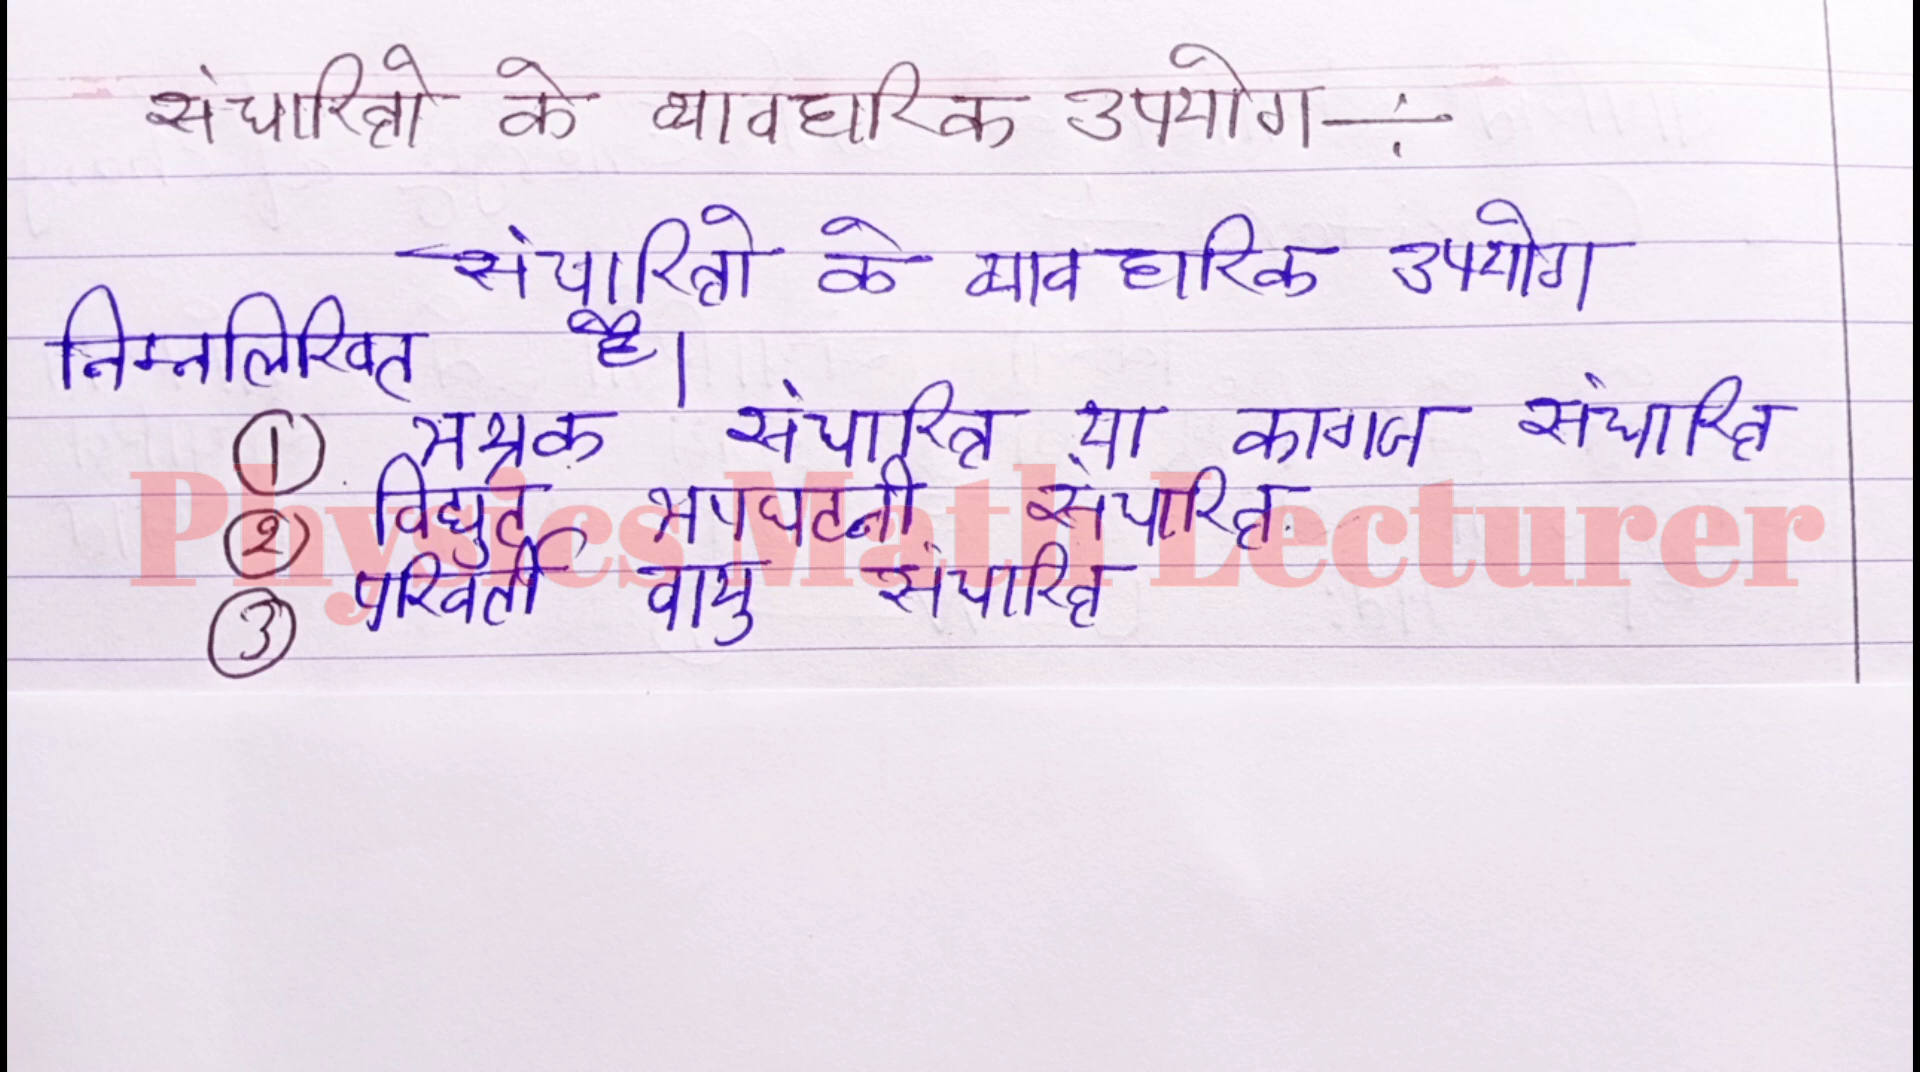 संधारित्रो के व्यावहारिक उपयोग–:
संधारित्रो के व्यावहारिक उपयोग
निम्नलिखित है।
① अभ्रक संधारित्र या कागज संधारित्र
② विद्युत अपघटनी संधारित्र
③ परिवर्ती वायु संधारित्र
Physics Math Lecturer